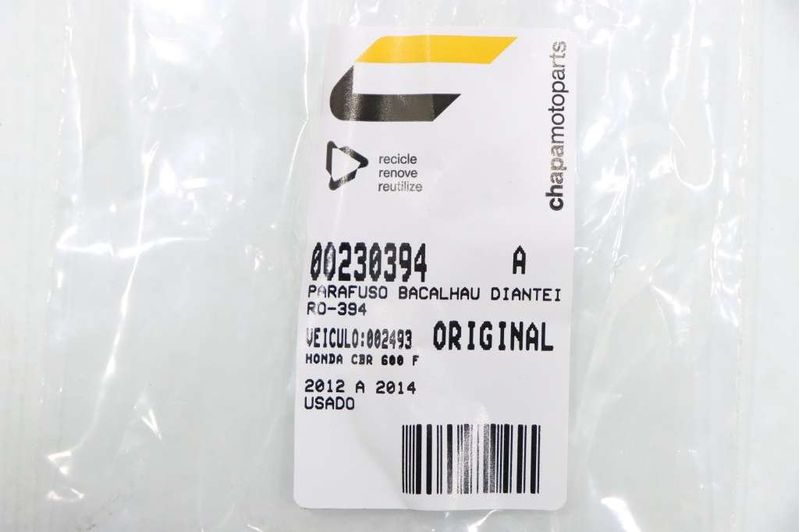 chapamotoparts
recicle
renove
reutilize
00230394 A
PARAFUSO BACALHAU DIANTEI
RO-394
VEICULO:002493 ORIGINAL
HONDA CBR 600 F
2012 A 2014
USADO